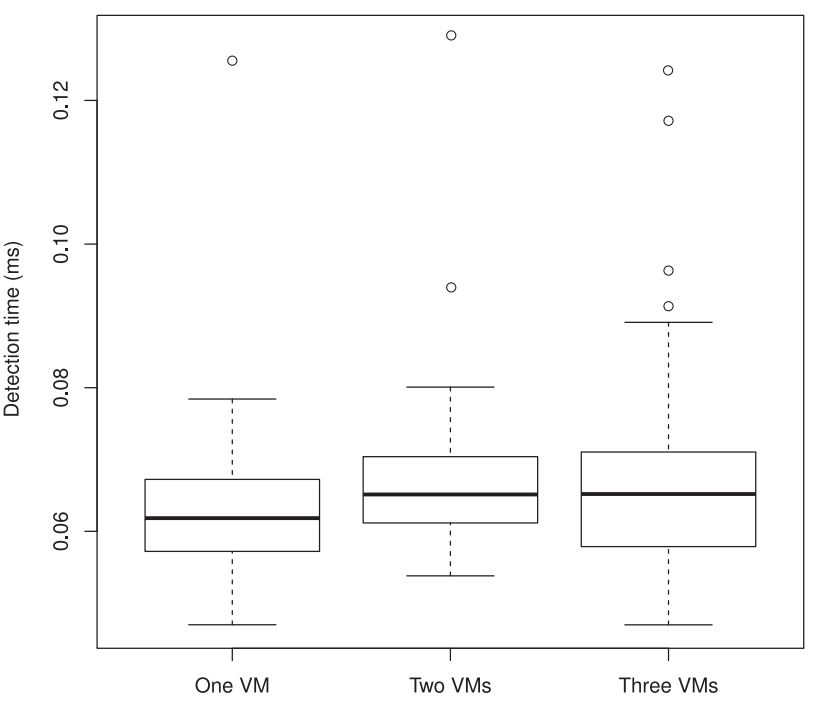 Detection time (ms)
0.12
0.10
0.08
0.06
One VM Two VMs Three VMs